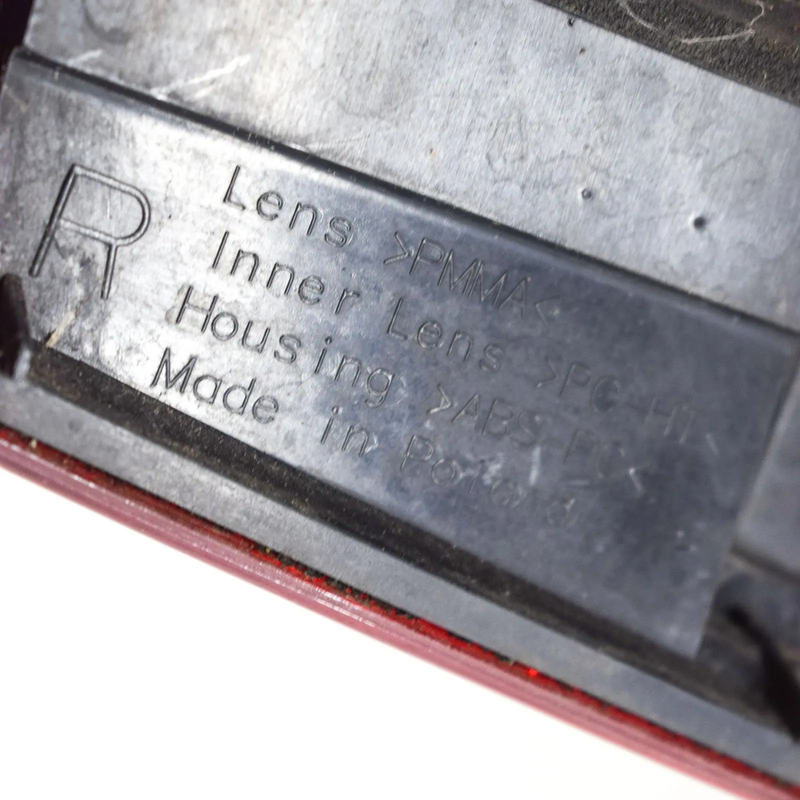 R
Lens >PMMA<
Inner Lens >PC-HT<
Housing >ABS PC<
Made in Poland